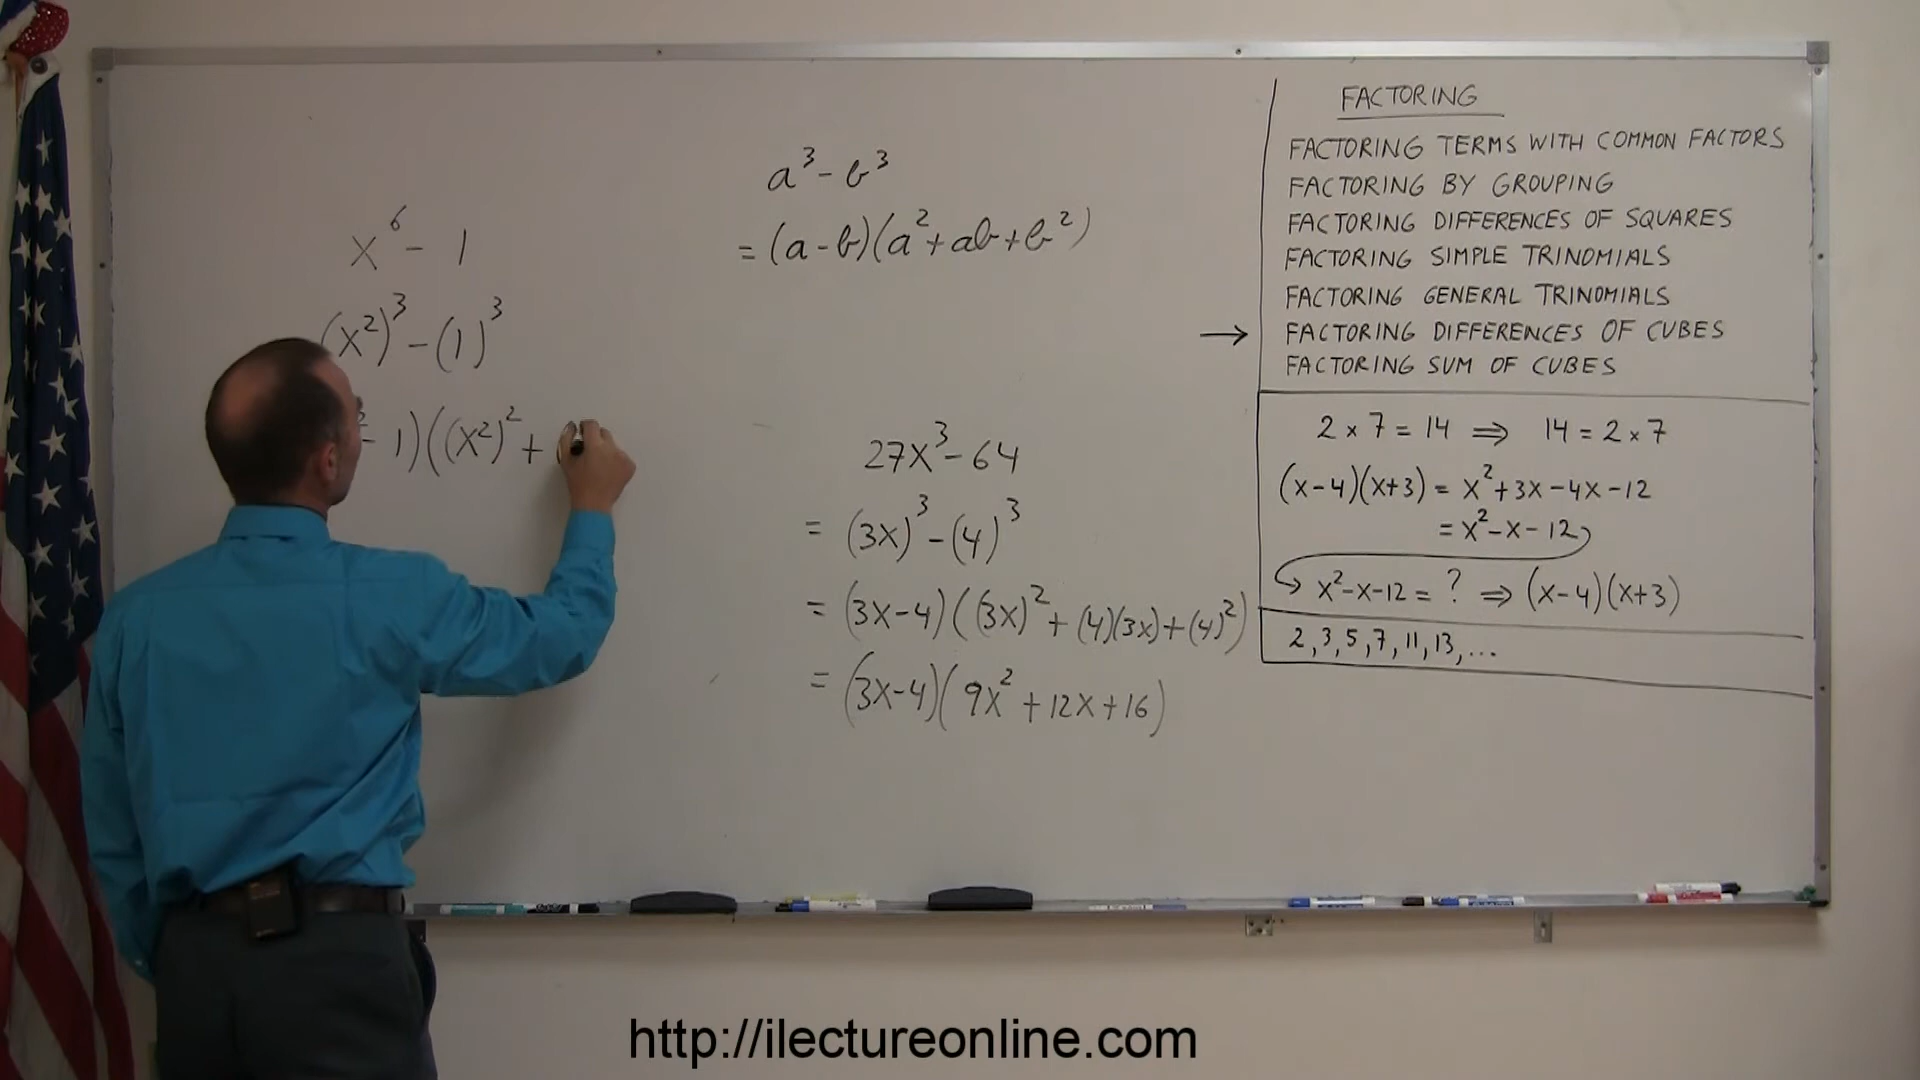 x⁶ - 1
(x²)³ - (1)³
- 1)((x²)² +
a³ - b³
= (a - b)(a² + ab + b²)
27x³ - 64
= (3x)³ - (4)³
= (3x - 4)((3x)² + (4)(3x) + (4)²)
= (3x - 4)(9x² + 12x + 16)
FACTORING
FACTORING TERMS WITH COMMON FACTORS
FACTORING BY GROUPING
FACTORING DIFFERENCES OF SQUARES
FACTORING SIMPLE TRINOMIALS
FACTORING GENERAL TRINOMIALS
→ FACTORING DIFFERENCES OF CUBES
FACTORING SUM OF CUBES
2 × 7 = 14 ⇒ 14 = 2 × 7
(x - 4)(x + 3) = x² + 3x - 4x - 12
= x² - x - 12
x² - x - 12 = ? ⇒ (x - 4)(x + 3)
2, 3, 5, 7, 11, 13, ...
http://ilectureonline.com